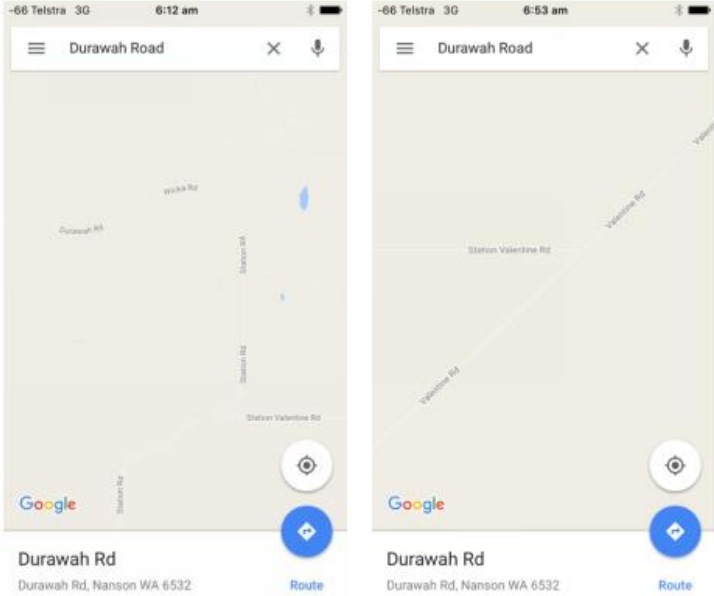 -66 Telstra 3G 6:12 am
Durawah Road
Wicka Rd
Durawah Rd
Station Rd
Station Rd
Station Valentine Rd
Station Rd
Google
Durawah Rd
Durawah Rd, Nanson WA 6532
Route
-66 Telstra 3G 6:53 am
Durawah Road
Valentine Rd
Station Valentine Rd
Valentine Rd
Google
Durawah Rd
Durawah Rd, Nanson WA 6532
Route